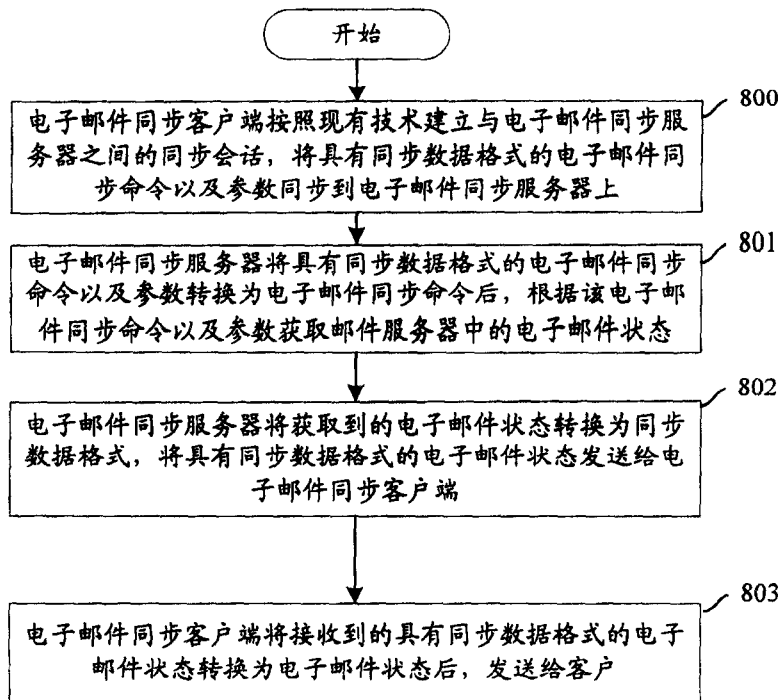 开始
800
电子邮件同步客户端按照现有技术建立与电子邮件同步服
务器之间的同步会话，将具有同步数据格式的电子邮件同
步命令以及参数同步到电子邮件同步服务器上
801
电子邮件同步服务器将具有同步数据格式的电子邮件同步
命令以及参数转换为电子邮件同步命令后，根据该电子邮
件同步命令以及参数获取邮件服务器中的电子邮件状态
802
电子邮件同步服务器将获取到的电子邮件状态转换为同步
数据格式，将具有同步数据格式的电子邮件状态发送给电
子邮件同步客户端
803
电子邮件同步客户端将接收到的具有同步数据格式的电子
邮件状态转换为电子邮件状态后，发送给客户